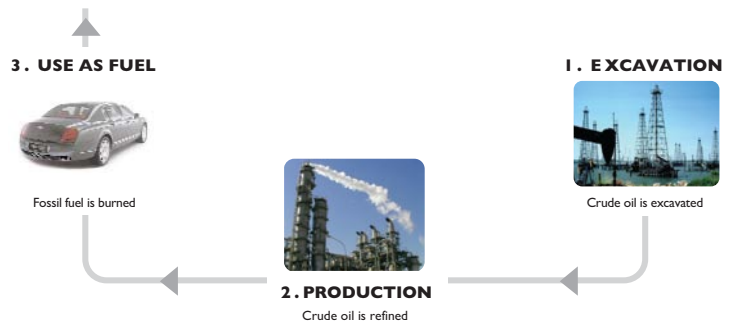 3. USE AS FUEL
Fossil fuel is burned
1. EXCAVATION
Crude oil is excavated
2. PRODUCTION
Crude oil is refined